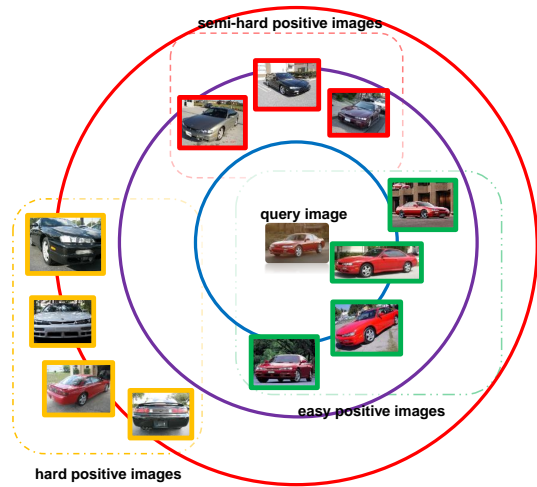 semi-hard positive images
query image
easy positive images
hard positive images